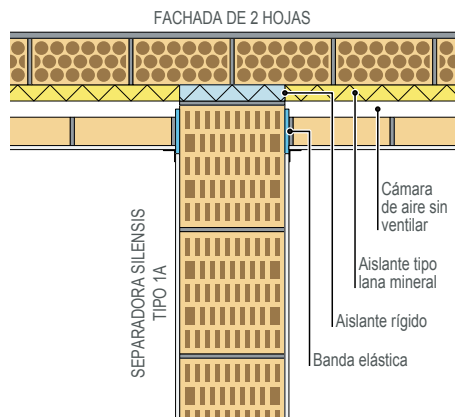 FACHADA DE 2 HOJAS
SEPARADORA SILENSIS
TIPO 1A
Cámara
de aire sin
ventilar
Aislante tipo
lana mineral
Aislante rígido
Banda elástica